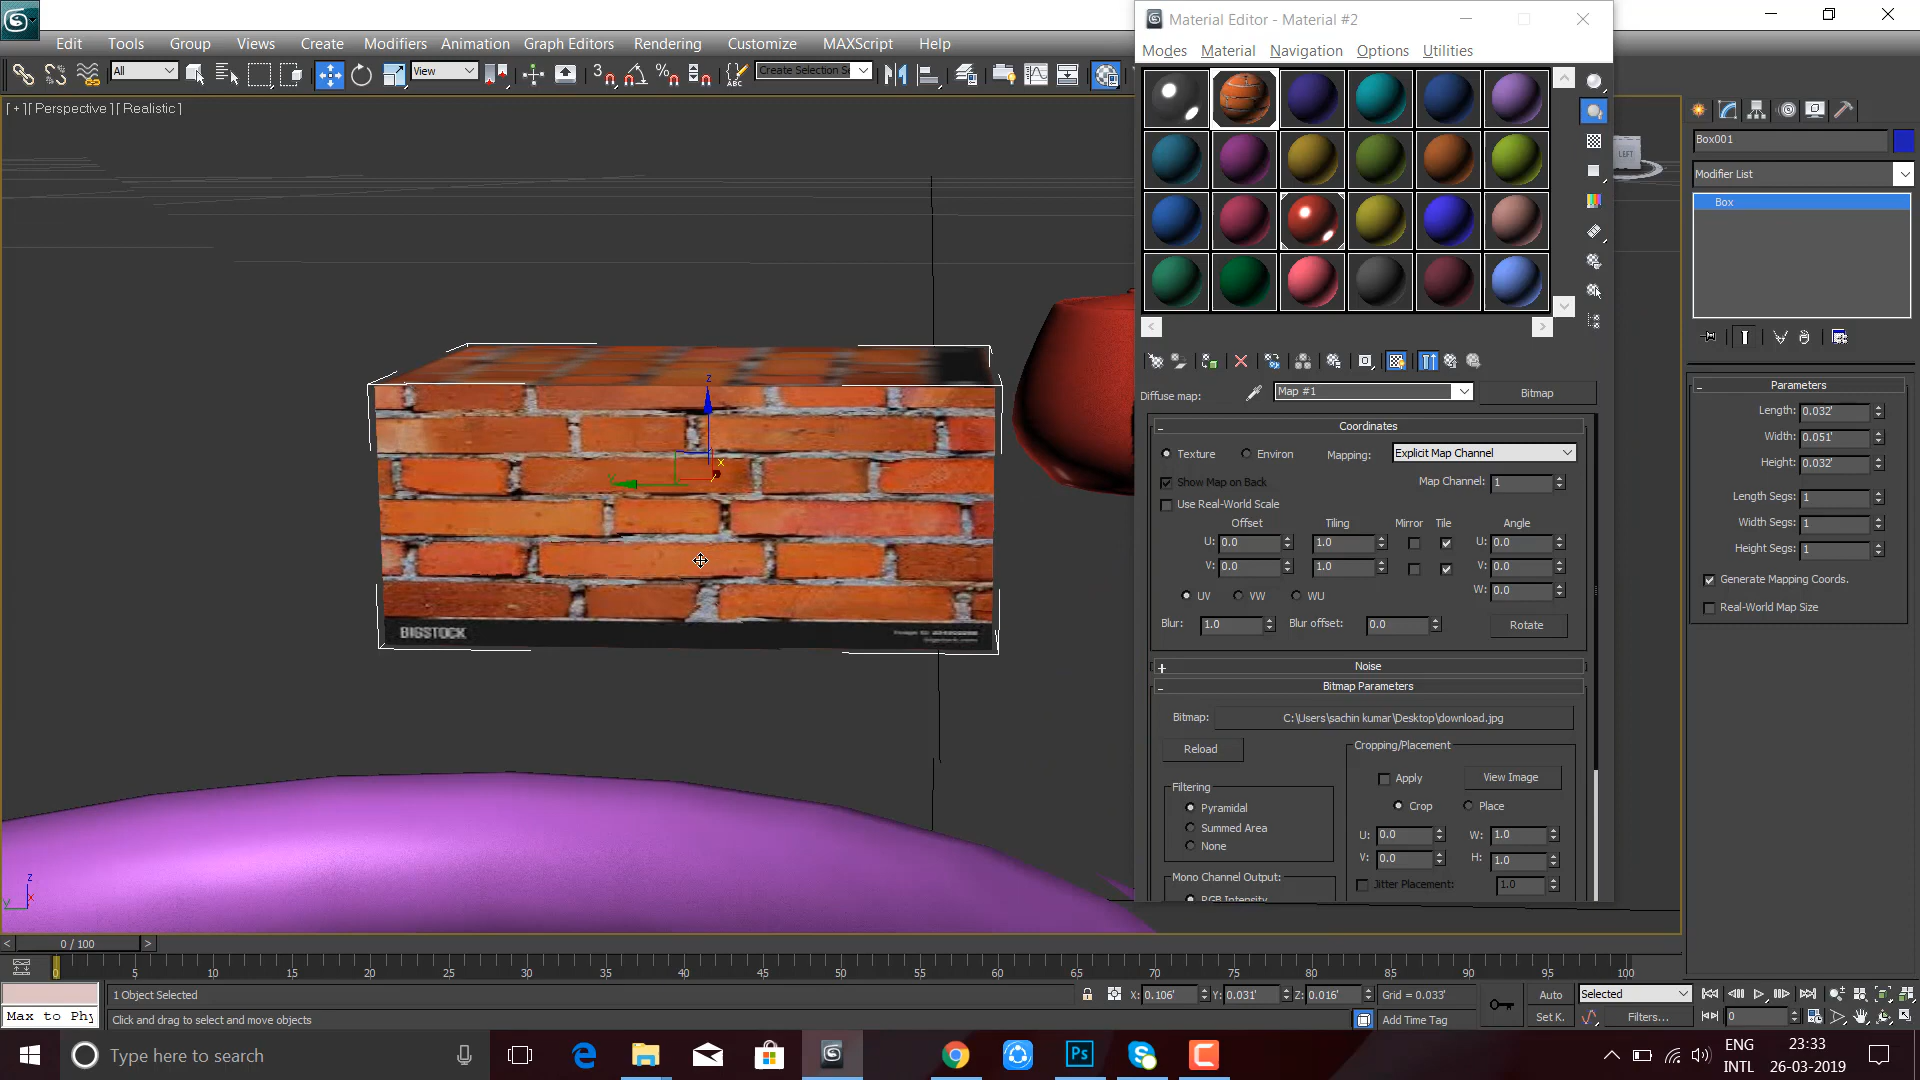 Material Editor - Material #2
Modes Material Navigation Options Utilities
Edit Tools Group Views Create Modifiers Animation Graph Editors Rendering Customize MAXScript Help
All
View
Create Selection Se
ABC
[ + ][ Perspective ][ Realistic ]
LEFT
Box001
Modifier List
Box
Diffuse map:
Map #1
Bitmap
Coordinates
Texture
Environ
Mapping:
Explicit Map Channel
Show Map on Back
Map Channel: 1
Use Real-World Scale
Offset Tiling Mirror Tile Angle
U: 0.0 1.0 U: 0.0
V: 0.0 1.0 V: 0.0
W: 0.0
UV VW WU
Blur: 1.0 Blur offset: 0.0 Rotate
Noise
Bitmap Parameters
Bitmap: C:\Users\sachin kumar\Desktop\download.jpg
Reload
Cropping/Placement
Apply
View Image
Crop
Place
U: 0.0 W: 1.0
V: 0.0 H: 1.0
Jitter Placement: 1.0
Filtering
Pyramidal
Summed Area
None
Mono Channel Output:
RGB Intensity
Parameters
Length: 0.032'
Width: 0.051'
Height: 0.032'
Length Segs: 1
Width Segs: 1
Height Segs: 1
Generate Mapping Coords.
Real-World Map Size
z
x
y
BIGSTOCK
z
x
y
0 / 100
0 5 10 15 20 25 30 35 40 45 50 55 60 65 70 75 80 85 90 95 100
1 Object Selected
X: 0.106' Y: 0.031' Z: 0.016' Grid = 0.033'
Auto
Selected
Max to Phy
Click and drag to select and move objects
Add Time Tag
Set K.
Filters...
0
Type here to search
Ps
ENG
INTL
23:33
26-03-2019